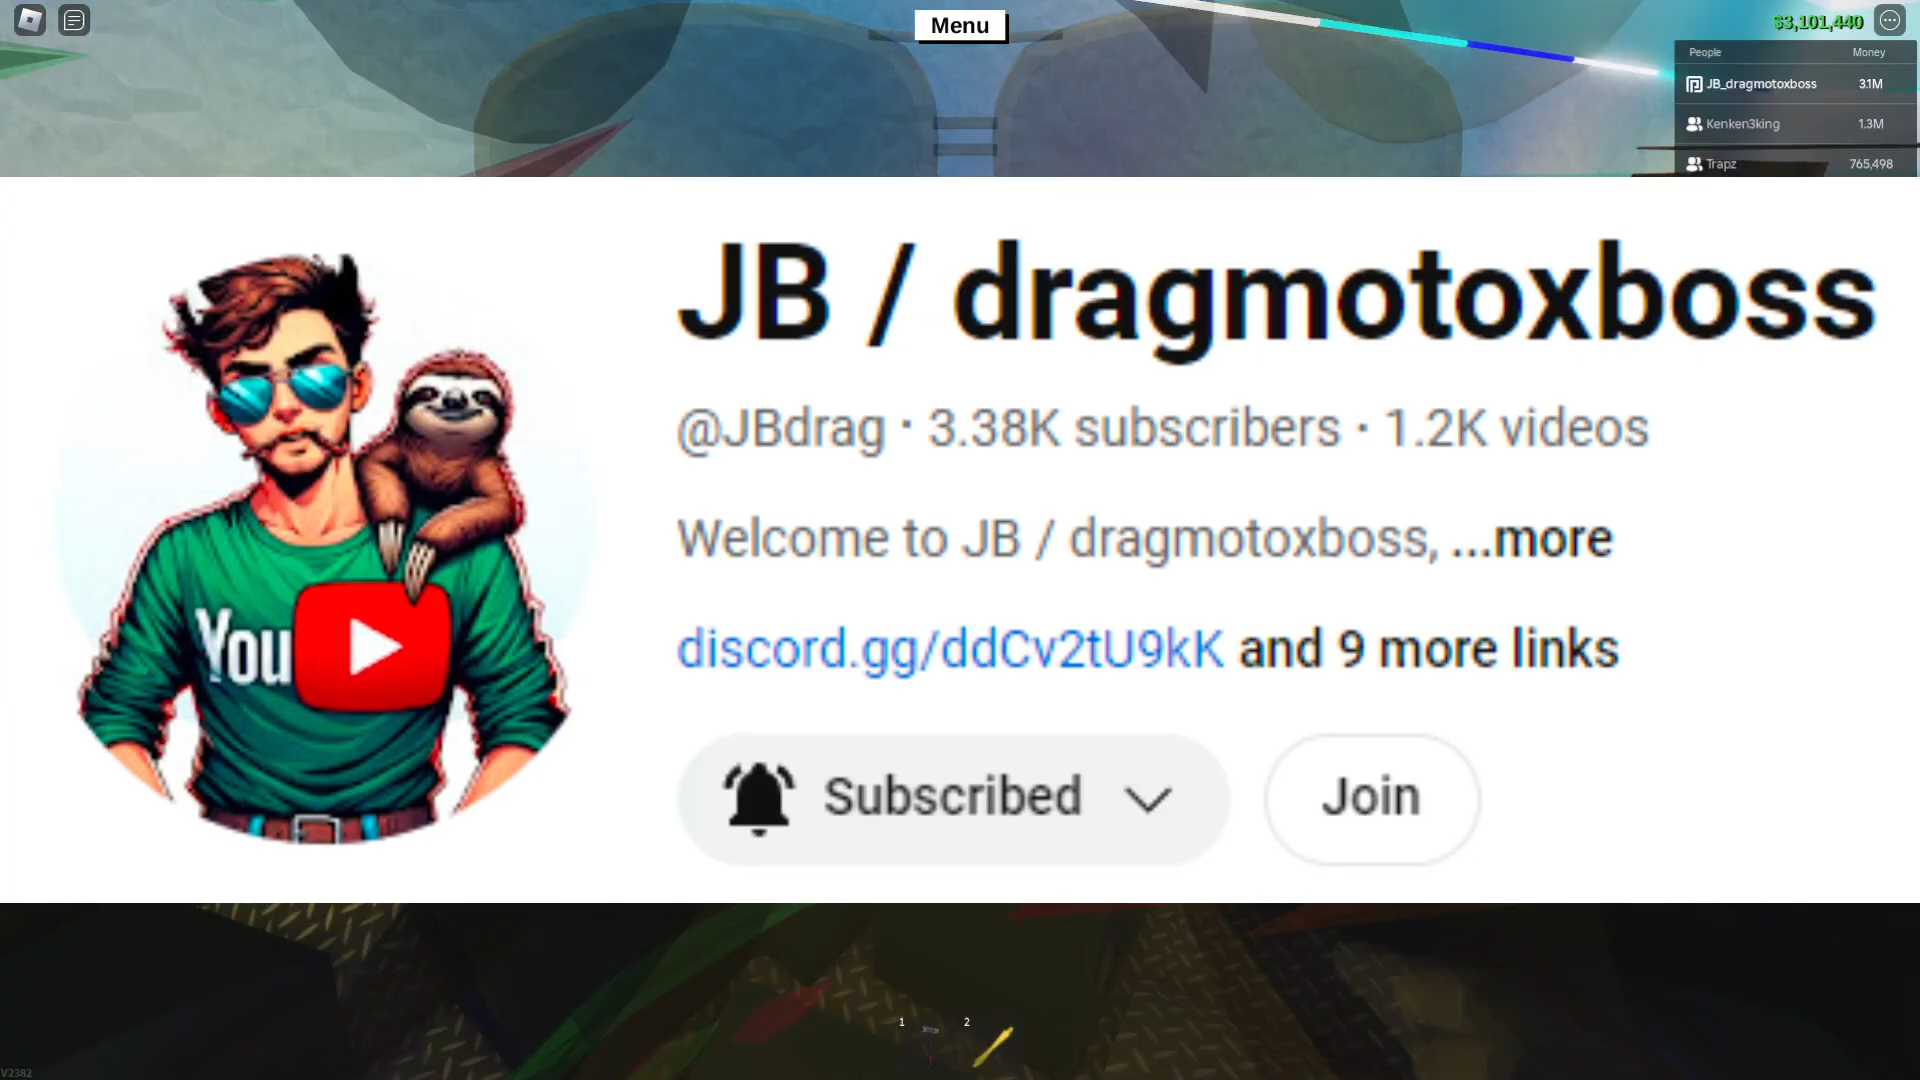 Menu
$3,101,440
People Money
JB_dragmotoxboss 3.1M
Kenken3king 1.3M
Trapz 765,498
JB / dragmotoxboss
@JBdrag · 3.38K subscribers · 1.2K videos
Welcome to JB / dragmotoxboss, ...more
discord.gg/ddCv2tU9kK and 9 more links
You
Subscribed
Join
1 2
V2382